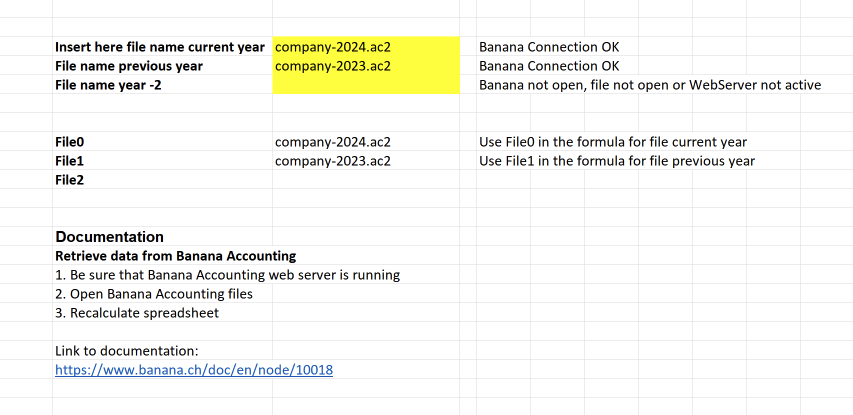 Insert here file name current year company-2024.ac2 Banana Connection OK
File name previous year company-2023.ac2 Banana Connection OK
File name year -2 Banana not open, file not open or WebServer not active
File0 company-2024.ac2 Use File0 in the formula for file current year
File1 company-2023.ac2 Use File1 in the formula for file previous year
File2
Documentation
Retrieve data from Banana Accounting
1. Be sure that Banana Accounting web server is running
2. Open Banana Accounting files
3. Recalculate spreadsheet
Link to documentation:
https://www.banana.ch/doc/en/node/10018